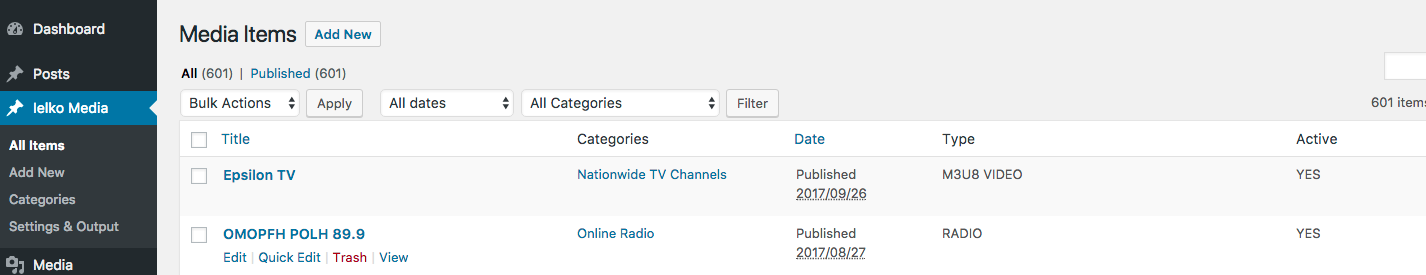 Dashboard
Posts
Ielko Media
All Items
Add New
Categories
Settings & Output
Media
Media Items Add New
All (601) | Published (601)
Bulk Actions Apply All dates All Categories Filter
601 items
Title Categories Date Type Active
Epsilon TV Nationwide TV Channels Published M3U8 VIDEO YES
2017/09/26
OMOPFH POLH 89.9 Online Radio Published RADIO YES
2017/08/27
Edit | Quick Edit | Trash | View